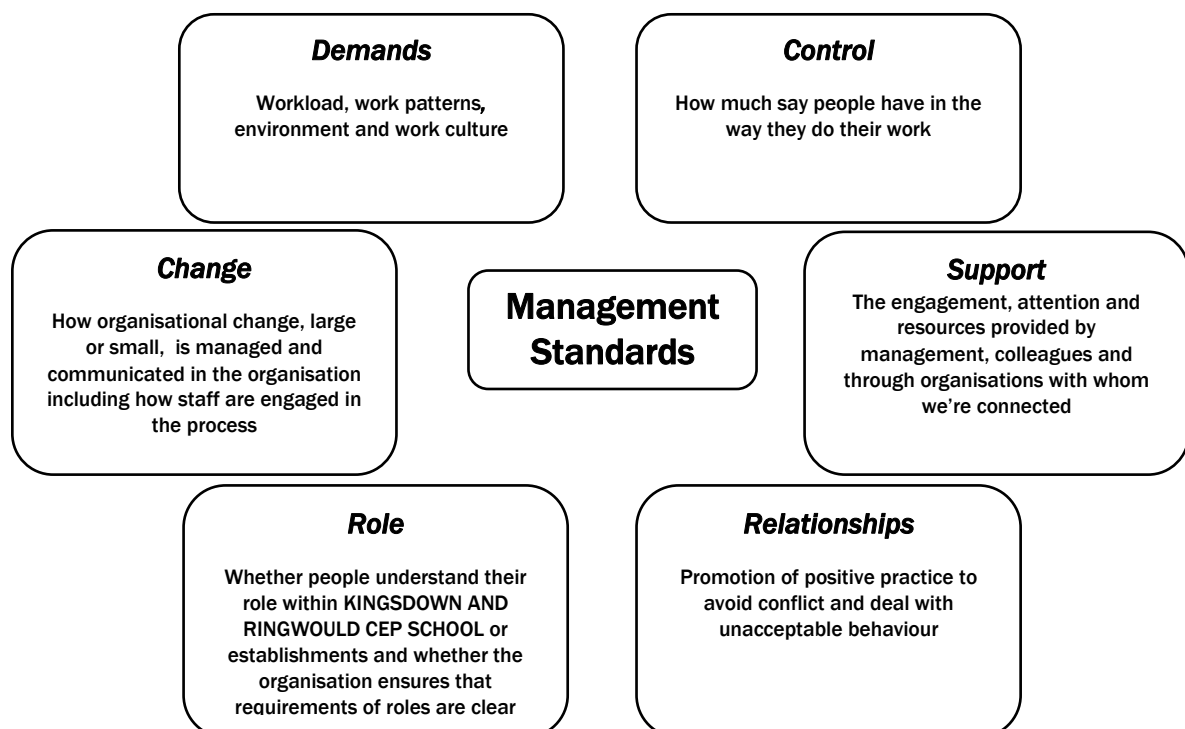 Demands
Workload, work patterns,
environment and work culture
Control
How much say people have in the
way they do their work
Change
How organisational change, large
or small,  is managed and
communicated in the organisation
including how staff are engaged in
the process
Management
Standards
Support
The engagement, attention and
resources provided by
management, colleagues and
through organisations with whom
we're connected
Role
Whether people understand their
role within KINGSDOWN AND
RINGWOULD CEP SCHOOL or
establishments and whether the
organisation ensures that
requirements of roles are clear
Relationships
Promotion of positive practice to
avoid conflict and deal with
unacceptable behaviour